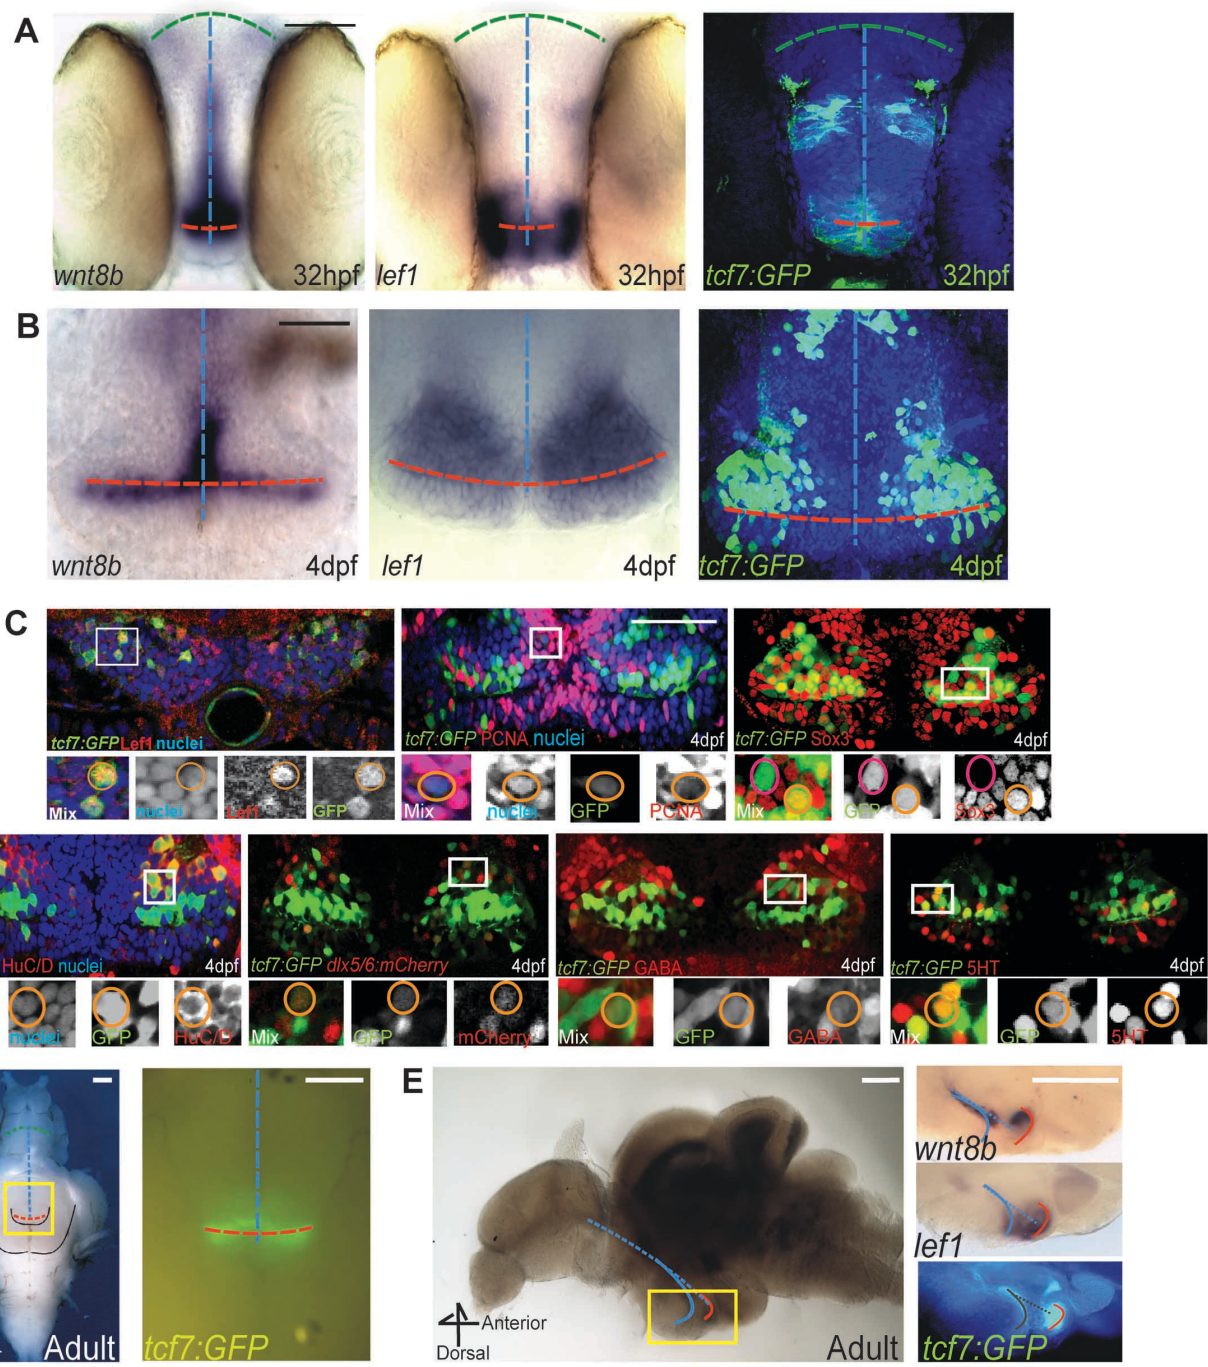 A
wnt8b 32hpf
lef1 32hpf
tcf7:GFP 32hpf
B
wnt8b 4dpf
lef1 4dpf
tcf7:GFP 4dpf
C
tcf7:GFP Lef1 nuclei
tcf7:GFP PCNA nuclei 4dpf
tcf7:GFP Sox3 4dpf
Mix nuclei Lef1 GFP
Mix nuclei GFP PCNA
Mix GFP Sox3
HuC/D nuclei 4dpf
tcf7:GFP dlx5/6:mCherry 4dpf
tcf7:GFP GABA 4dpf
tcf7:GFP 5HT
nuclei GFP HuC/D
Mix GFP mCherry
Mix GFP GABA
Mix GFP 5HT
Adult
tcf7:GFP
E
Anterior
Dorsal
Adult
wnt8b
lef1
tcf7:GFP